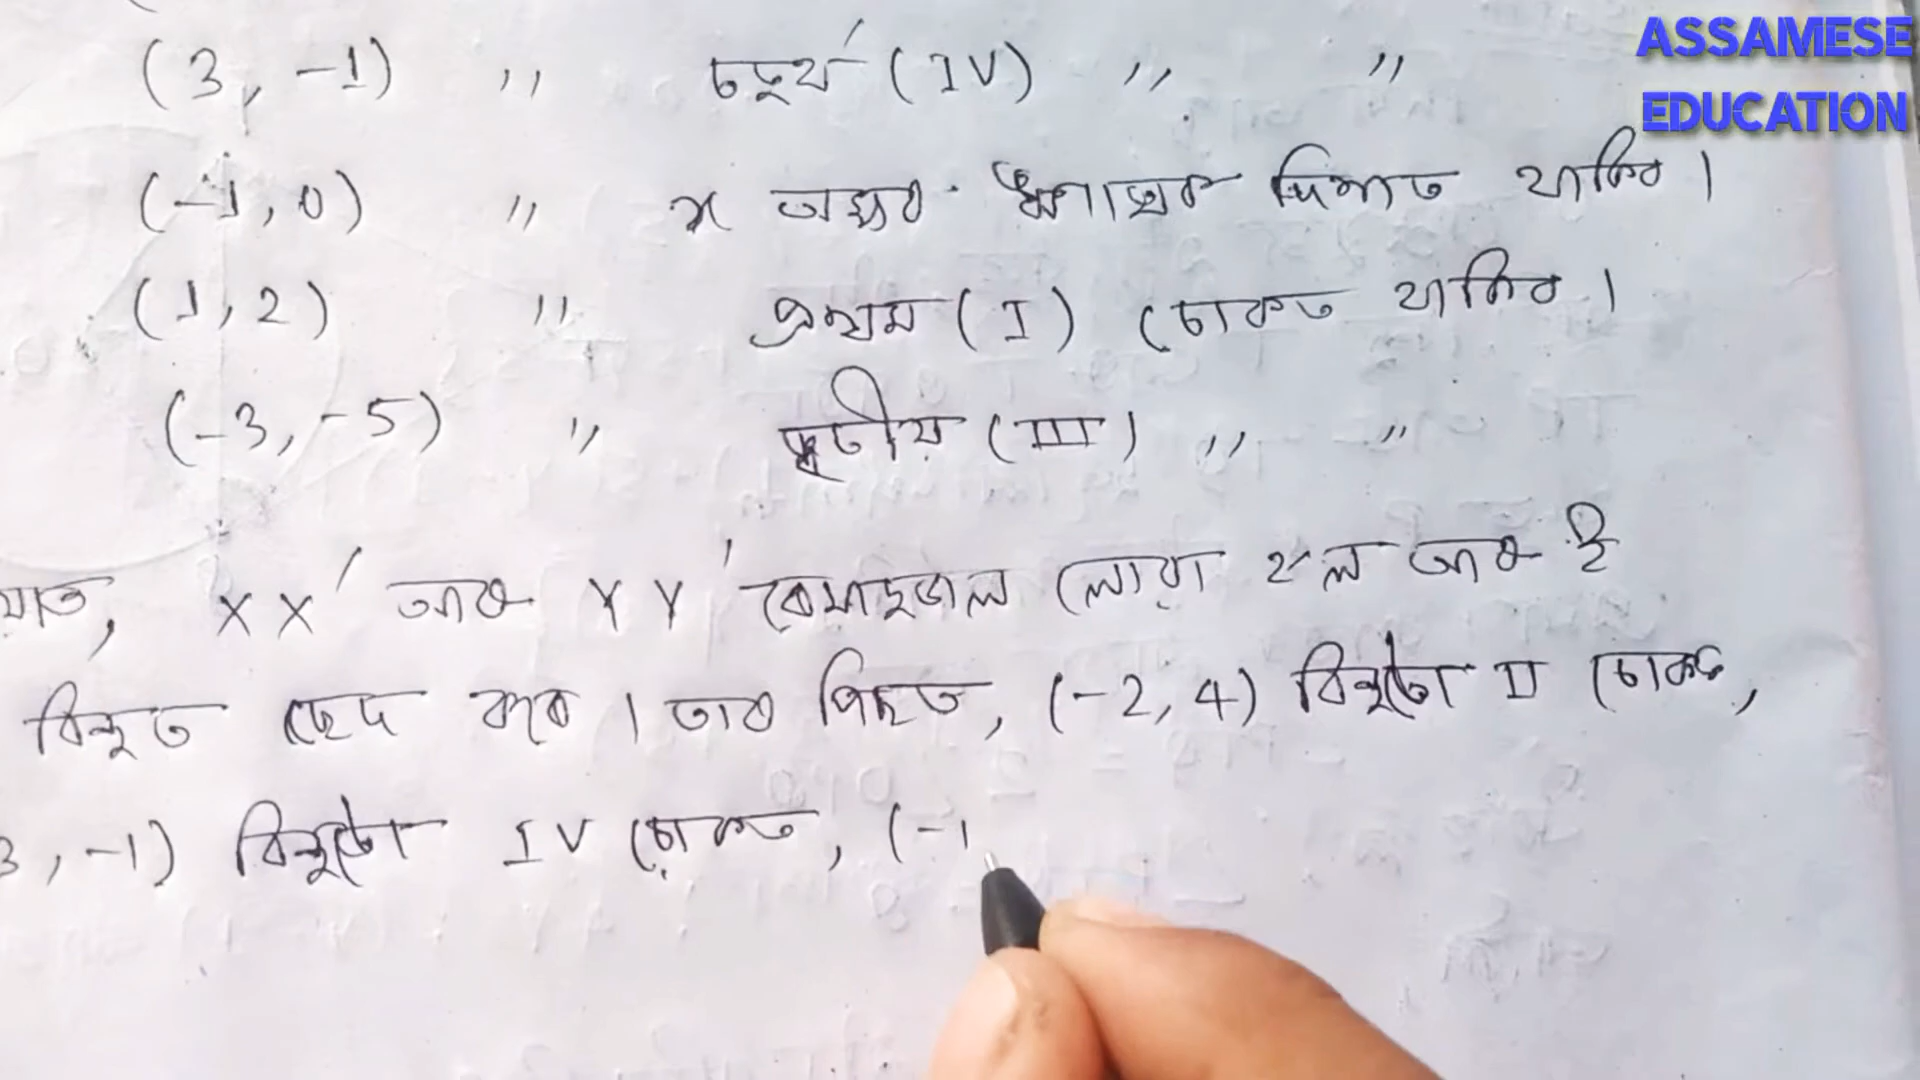 ASSAMESE
EDUCATION
(3, -1) " চতুৰ্থ (IV) " "
(-1, 0) " x অক্ষৰ ঋণাত্মক দিশত থাকিব ।
(1, 2) " প্ৰথম (I) চোকত থাকিব ।
(-3, -5) " তৃতীয় (III) " "
XX' আৰু YY' ৰেখাডাল লোৱা হ'ল আৰু ই
বিন্দুত ছেদ কৰে । তাৰ পিছত, (-2, 4) বিন্দুটো II চোকত,
3, -1) বিন্দুটো IV চোকত, (-1